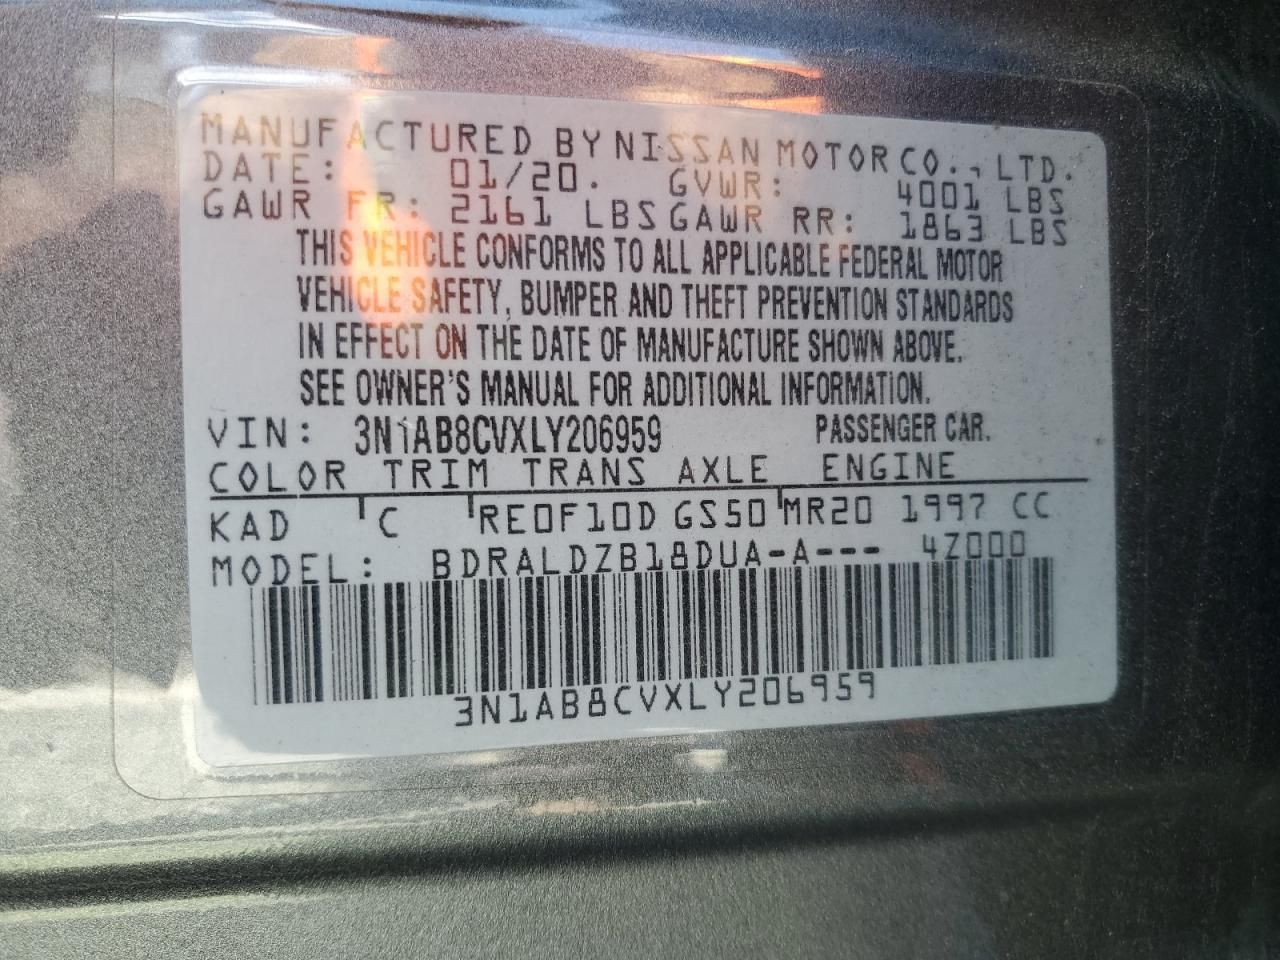 MANUFACTURED BY NISSAN MOTOR CO., LTD.
DATE: 01/20. GVWR: 4001 LBS
GAWR FR: 2161 LBS GAWR RR: 1863 LBS
THIS VEHICLE CONFORMS TO ALL APPLICABLE FEDERAL MOTOR
VEHICLE SAFETY, BUMPER AND THEFT PREVENTION STANDARDS
IN EFFECT ON THE DATE OF MANUFACTURE SHOWN ABOVE.
SEE OWNER'S MANUAL FOR ADDITIONAL INFORMATION.
VIN: 3N1AB8CVXLY206959 PASSENGER CAR.
COLOR TRIM TRANS AXLE ENGINE
KAD C RE0F10D GS50 MR20 1997 CC
MODEL: BDRALDZB18DUA-A--- 4Z000
3N1AB8CVXLY206959